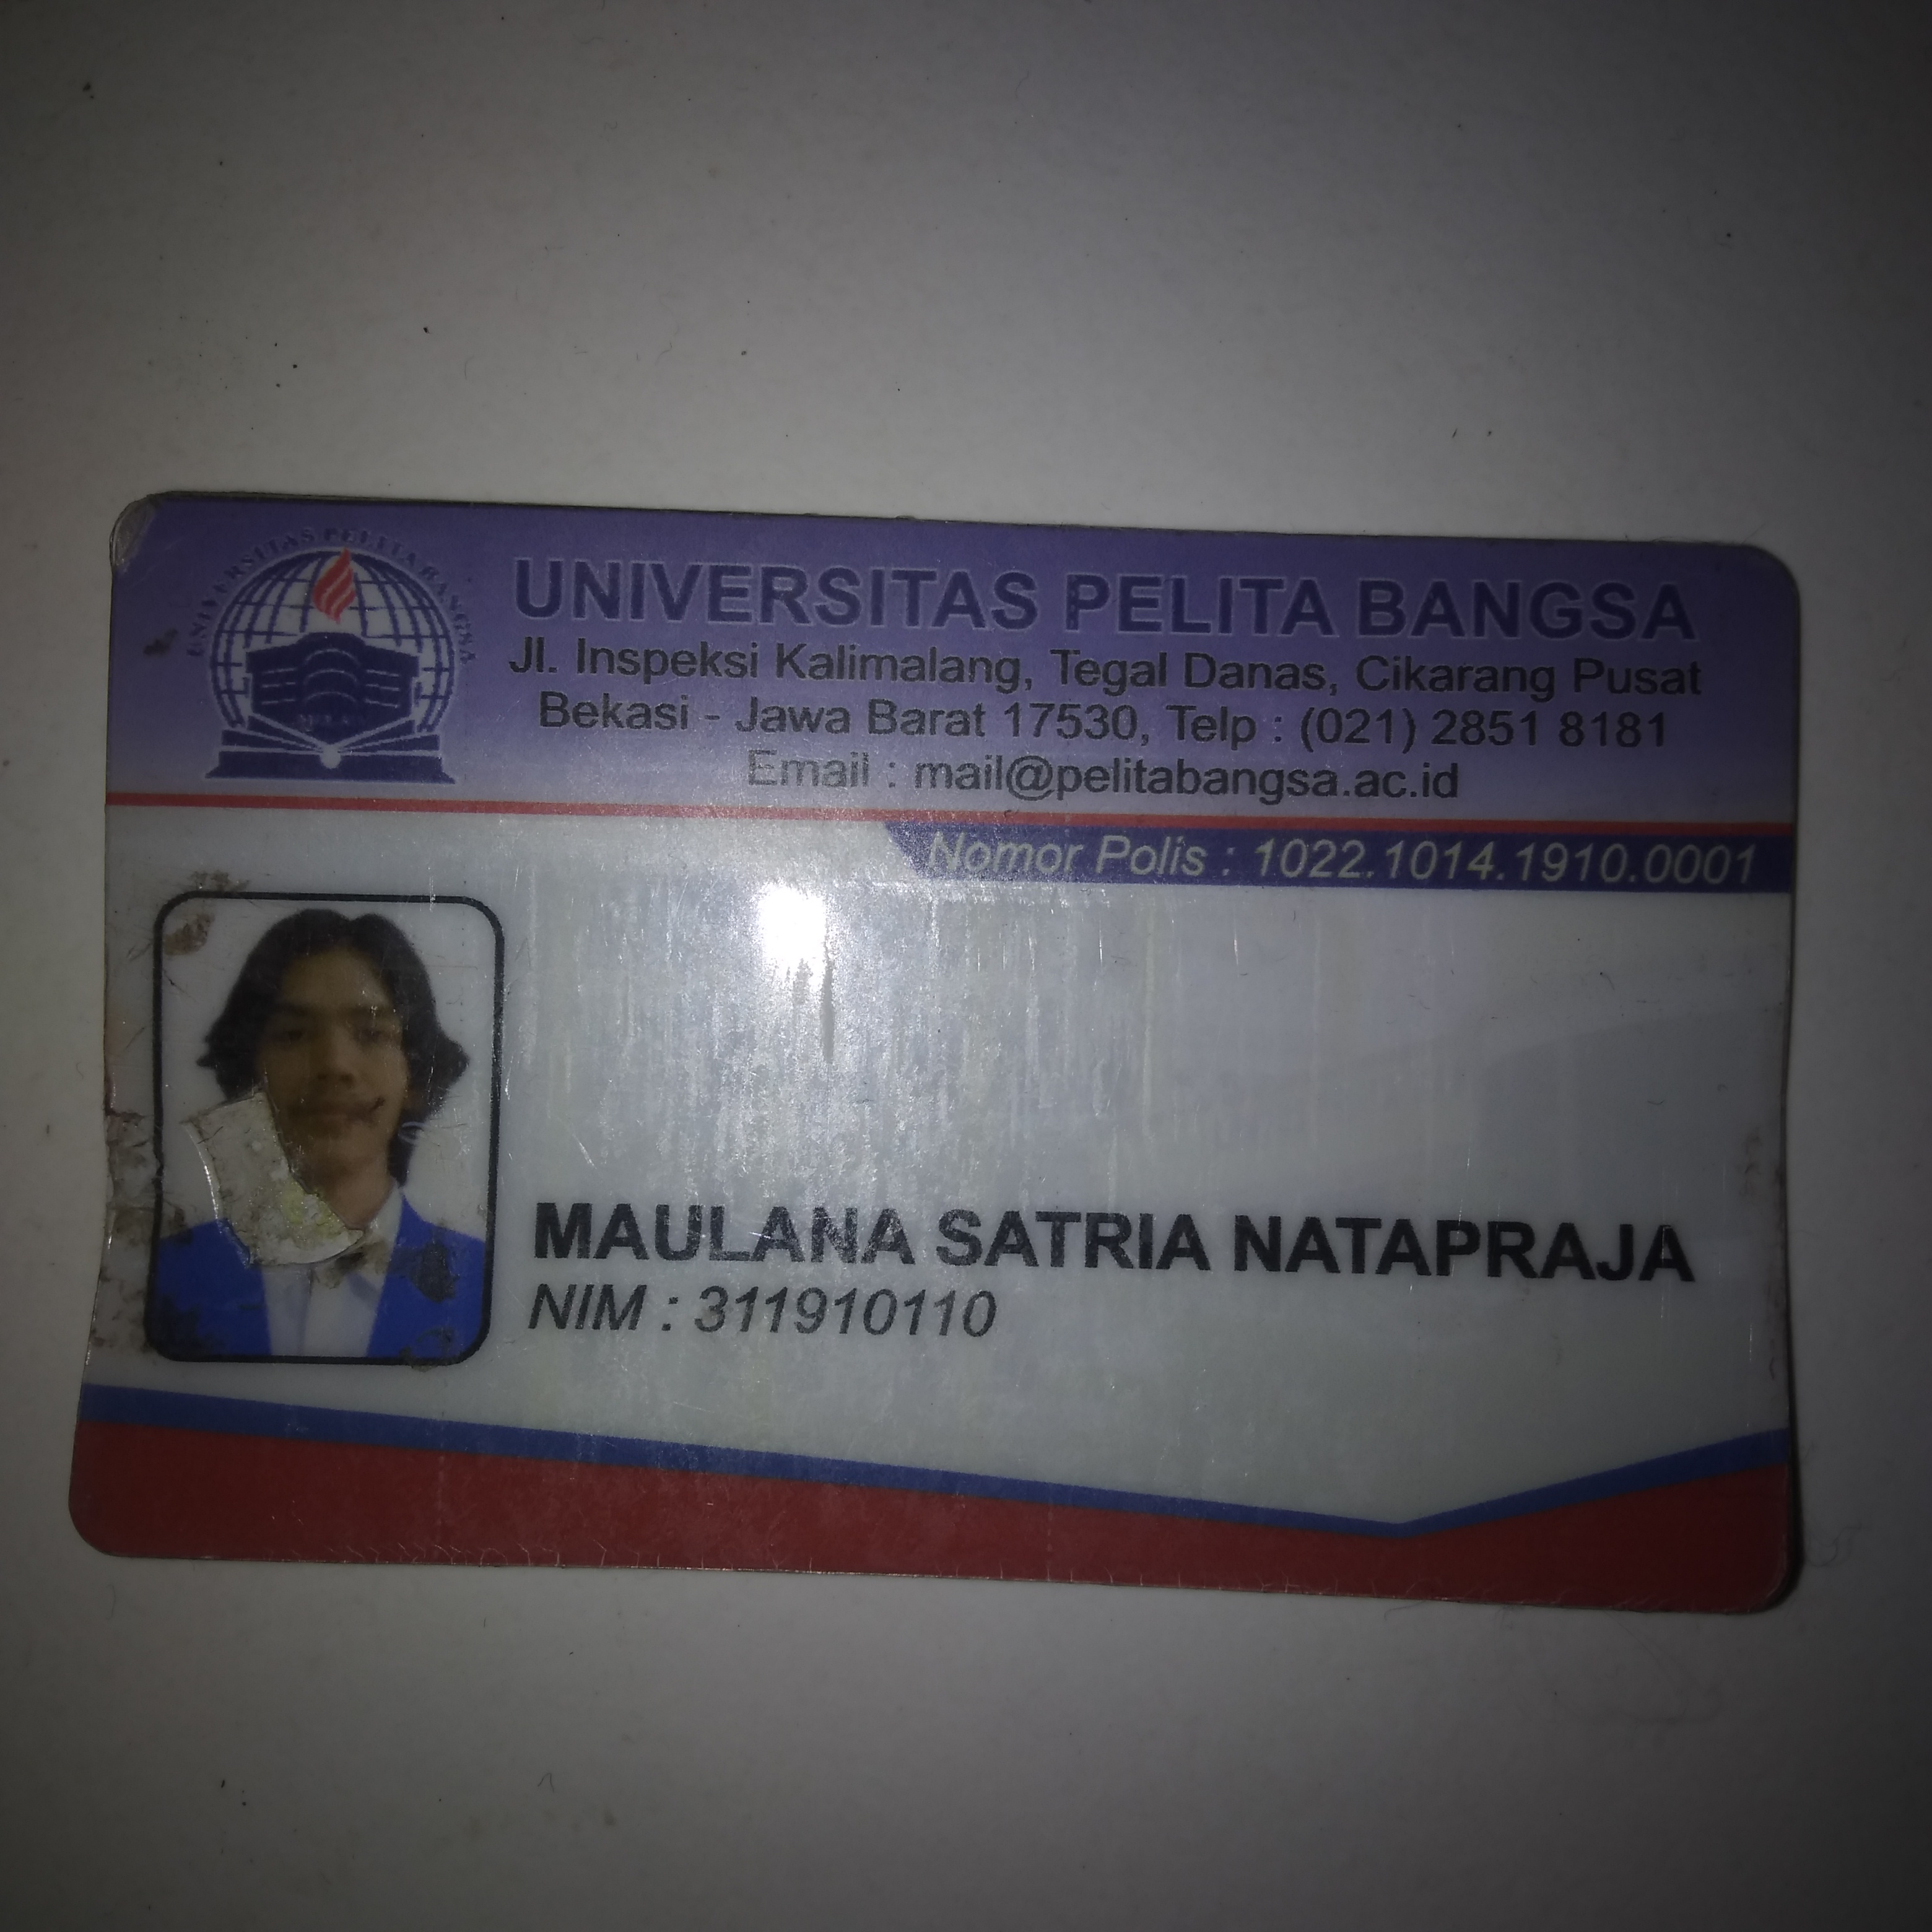 UNIVERSITAS PELITA BANGSA
UNIVERSITAS PELITA BANGSA
Jl. Inspeksi Kalimalang, Tegal Danas, Cikarang Pusat
Bekasi - Jawa Barat 17530, Telp : (021) 2851 8181
Email : mail@pelitabangsa.ac.id
Nomor Polis : 1022.1014.1910.0001
MAULANA SATRIA NATAPRAJA
NIM : 311910110